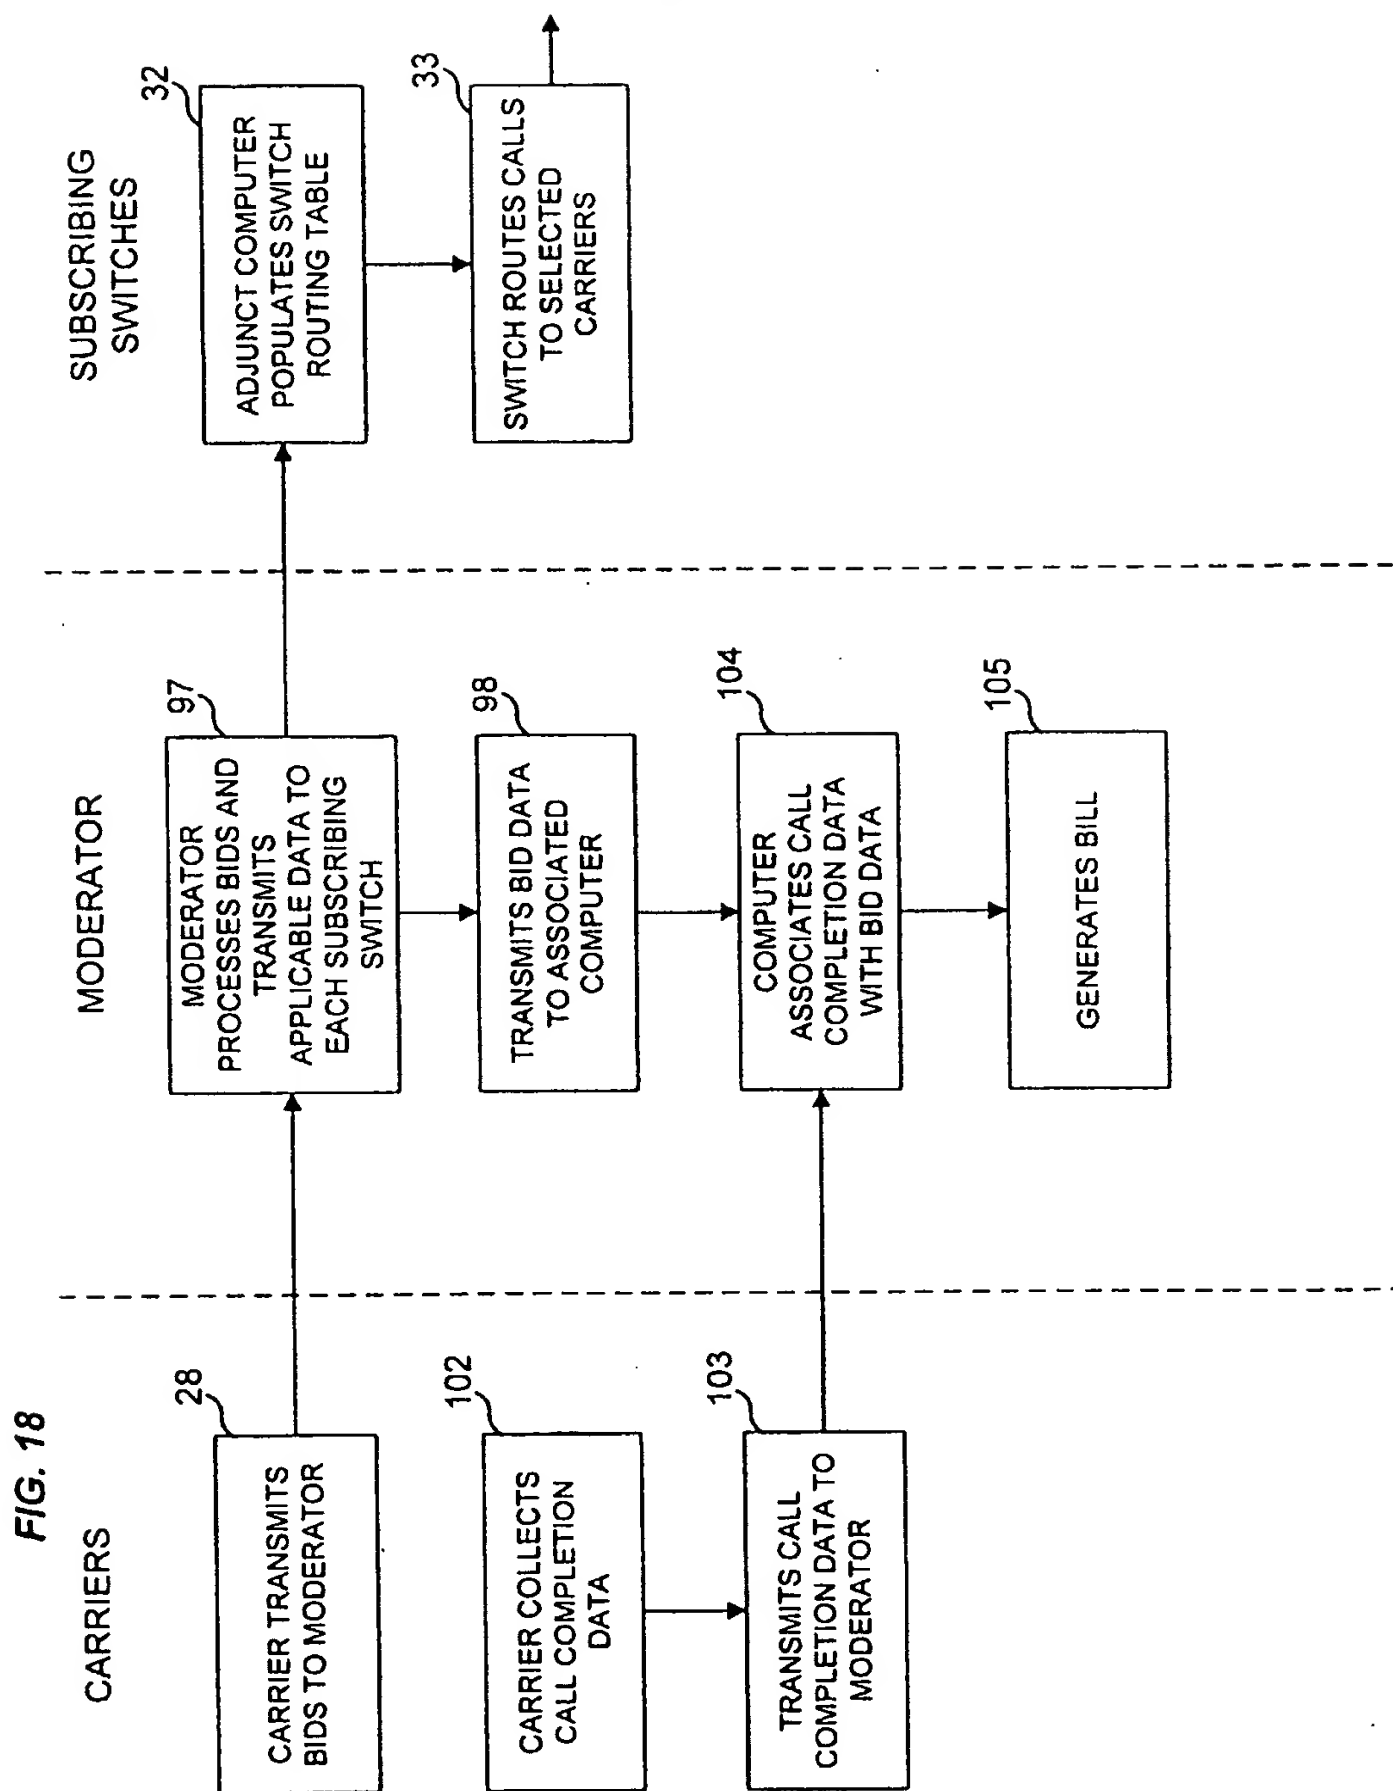 FIG. 18
CARRIERS
28
CARRIER TRANSMITS
BIDS TO MODERATOR
102
CARRIER COLLECTS
CALL COMPLETION
DATA
103
TRANSMITS CALL
COMPLETION DATA TO
MODERATOR
MODERATOR
97
MODERATOR
PROCESSES BIDS AND
TRANSMITS
APPLICABLE DATA TO
EACH SUBSCRIBING
SWITCH
98
TRANSMITS BID DATA
TO ASSOCIATED
COMPUTER
104
COMPUTER
ASSOCIATES CALL
COMPLETION DATA
WITH BID DATA
105
GENERATES BILL
SUBSCRIBING
SWITCHES
32
ADJUNCT COMPUTER
POPULATES SWITCH
ROUTING TABLE
33
SWITCH ROUTES CALLS
TO SELECTED
CARRIERS